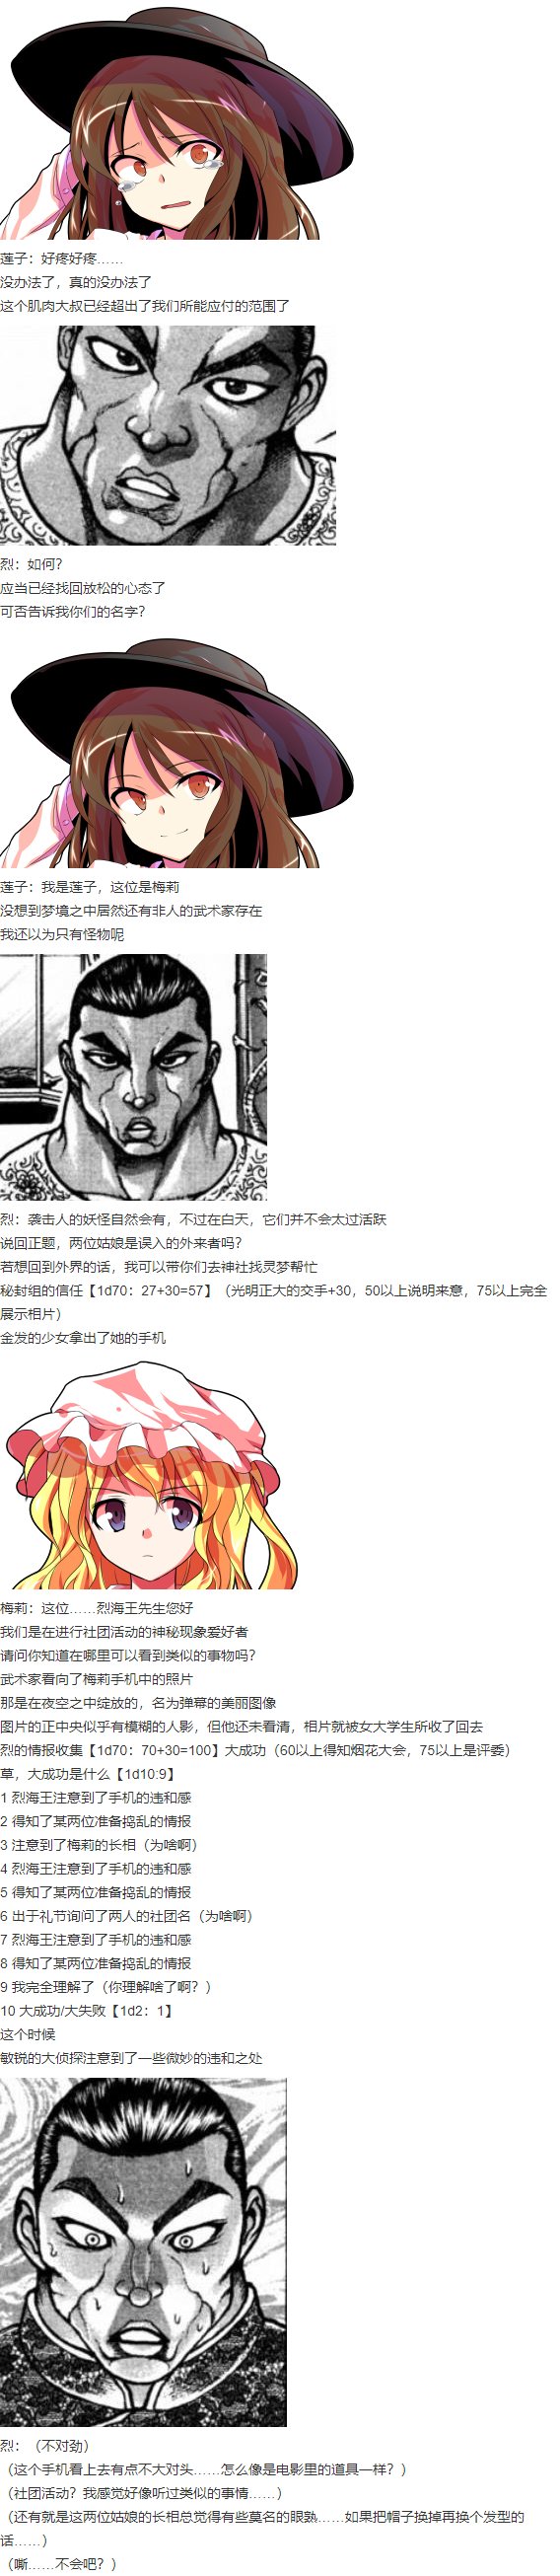 莲子：好疼好疼……
没办法了，真的没办法了
这个肌肉大叔已经超出了我们所能应付的范围了
烈：如何？
应当已经找回放松的心态了
可否告诉我你们的名字？
莲子：我是莲子，这位是梅莉
没想到梦境之中居然还有非人的武术家存在
我还以为只有怪物呢
烈：袭击人的妖怪自然会有，不过在白天，它们并不会太过活跃
说回正题，两位姑娘是误入的外来者吗？
若想回到外界的话，我可以带你们去神社找灵梦帮忙
秘封组的信任【1d70：27+30=57】（光明正大的交手+30，50以上说明来意，75以上完全
展示相片）
金发的少女拿出了她的手机
梅莉：这位……烈海王先生您好
我们是在进行社团活动的神秘现象爱好者
请问你知道在哪里可以看到类似的事物吗？
武术家看向了梅莉手机中的照片
那是在夜空之中绽放的，名为弹幕的美丽图像
图片的正中央似乎有模糊的人影，但他还未看清，相片就被女大学生所收了回去
烈的情报收集【1d70：70+30=100】大成功（60以上得知烟花大会，75以上是评委）
草，大成功是什么【1d10:9】
1 烈海王注意到了手机的违和感
2 得知了某两位准备捣乱的情报
3 注意到了梅莉的长相（为啥啊）
4 烈海王注意到了手机的违和感
5 得知了某两位准备捣乱的情报
6 出于礼节询问了两人的社团名（为啥啊）
7 烈海王注意到了手机的违和感
8 得知了某两位准备捣乱的情报
9 我完全理解了（你理解啥了啊？）
10 大成功/大失败【1d2：1】
这个时候
敏锐的大侦探注意到了一些微妙的违和之处
烈：（不对劲）
（这个手机看上去有点不大对头……怎么像是电影里的道具一样？）
（社团活动？我感觉好像听过类似的事情……）
（还有就是这两位姑娘的长相总觉得有些莫名的眼熟……如果把帽子换掉再换个发型的
话……）
（嘶……不会吧？）